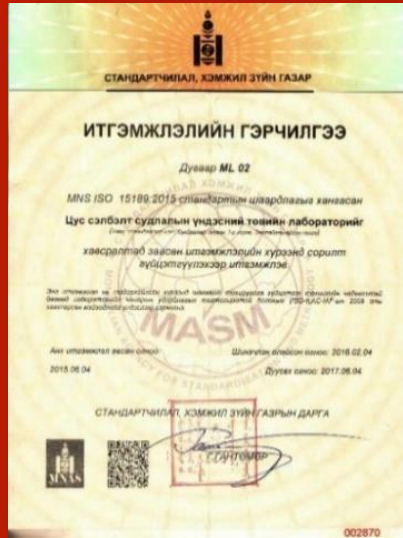 СТАНДАРТЧИЛАЛ, ХЭМЖИЛ ЗҮЙН ГАЗАР
ИТГЭМЖЛЭЛИЙН ГЭРЧИЛГЭЭ
Дугаар ML 02
MNS ISO 15189:2015 стандартын шаардлагыг хангасан
Цус сэлбэлт судлалын үндэсний төвийн лабораторийг
хавсралтад заасан итгэмжлэлийн хүрээнд сорилт
гүйцэтгүүлэхээр итгэмжлэв
MASM
Анх итгэмжлэл авсан огноо:
2015.06.04
Шинэчлэн олгосон огноо: 2016.02.04
Дуусах огноо: 2017.06.04
СТАНДАРТЧИЛАЛ, ХЭМЖИЛ ЗҮЙН ГАЗРЫН ДАРГА
Г.ГАНТӨМӨР
MNAS
002870